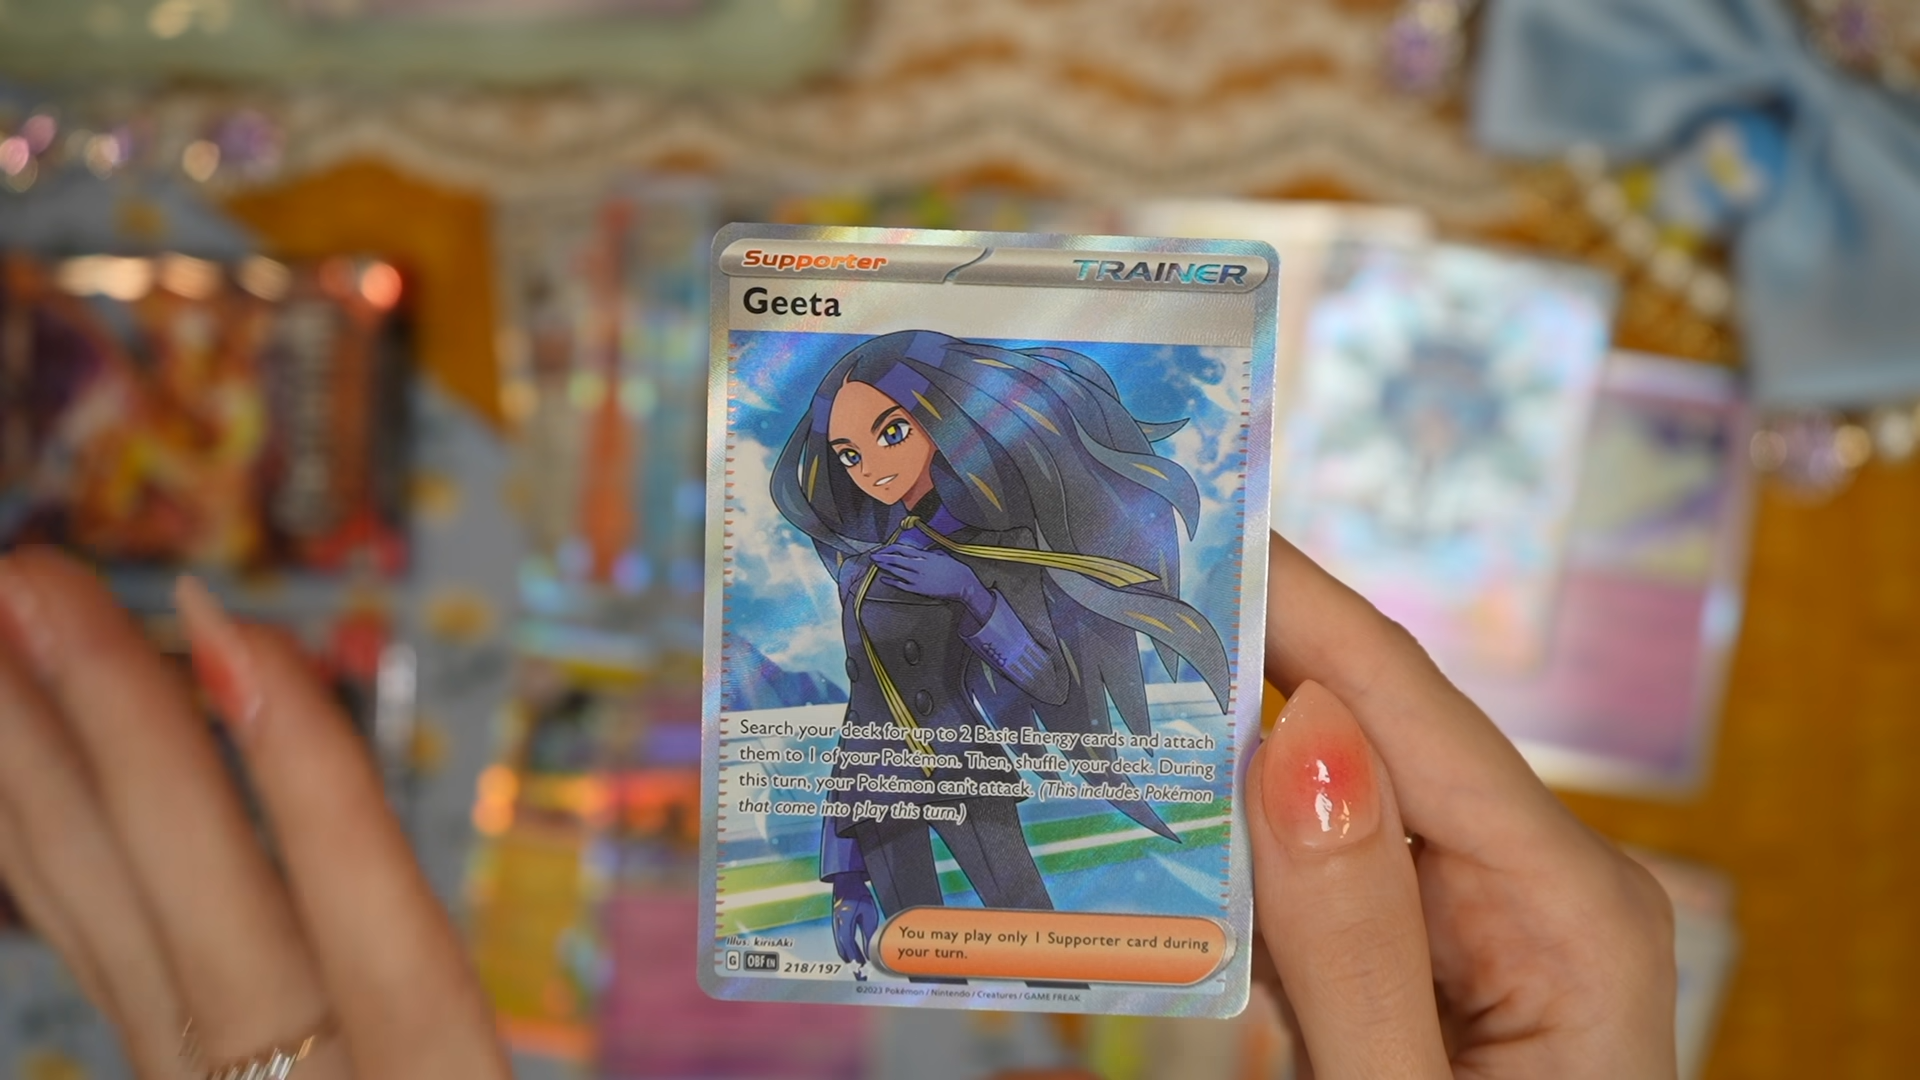 Supporter
TRAINER
Geeta
Search your deck for up to 2 Basic Energy cards and attach
them to 1 of your Pokémon. Then, shuffle your deck. During
this turn, your Pokémon can't attack. (This includes Pokémon
that come into play this turn.)
You may play only 1 Supporter card during
your turn.
Illus. kirisAki
G OBF EN 218/197
©2023 Pokémon / Nintendo / Creatures / GAME FREAK